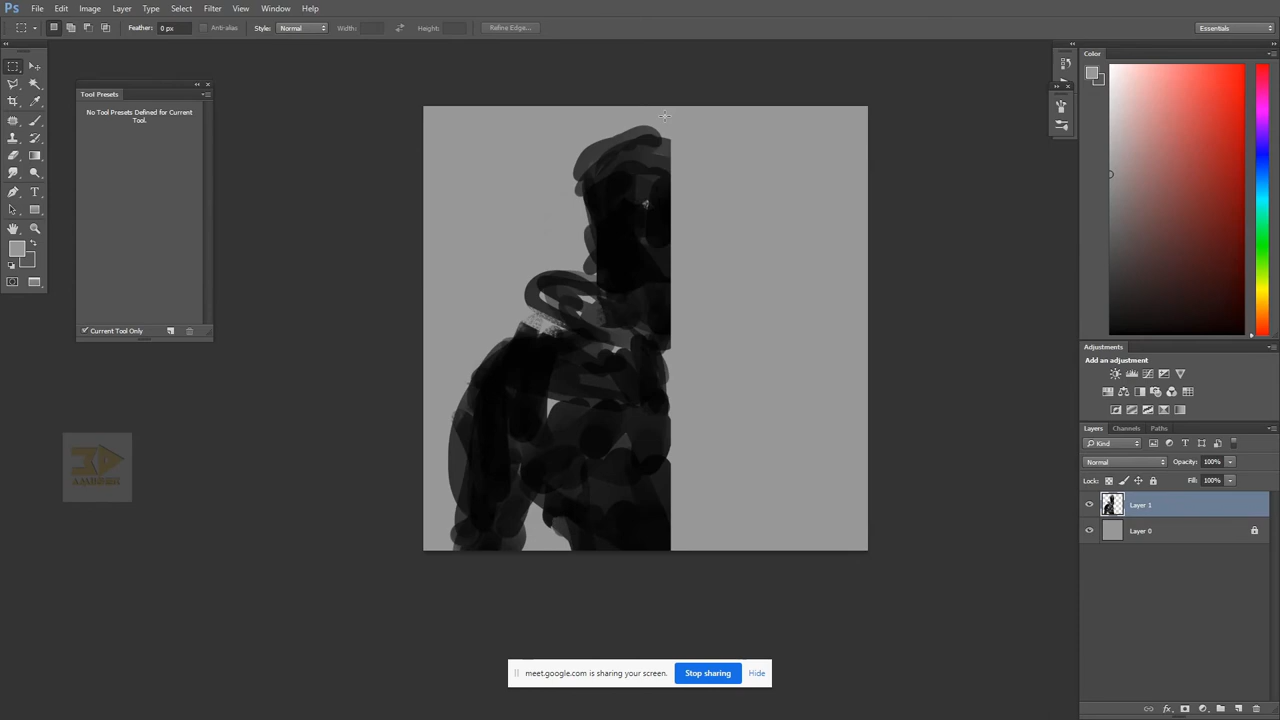 Ps File Edit Image Layer Type Select Filter View Window Help
Feather: 0 px Anti-alias Style: Normal Width: Height: Refine Edge... Essentials
Color
Tool Presets
No Tool Presets Defined for Current
Tool.
Current Tool Only
Adjustments
Add an adjustment
Layers Channels Paths
Kind
Normal Opacity: 100%
Lock: Fill: 100%
Layer 1
Layer 0
meet.google.com is sharing your screen. Stop sharing Hide